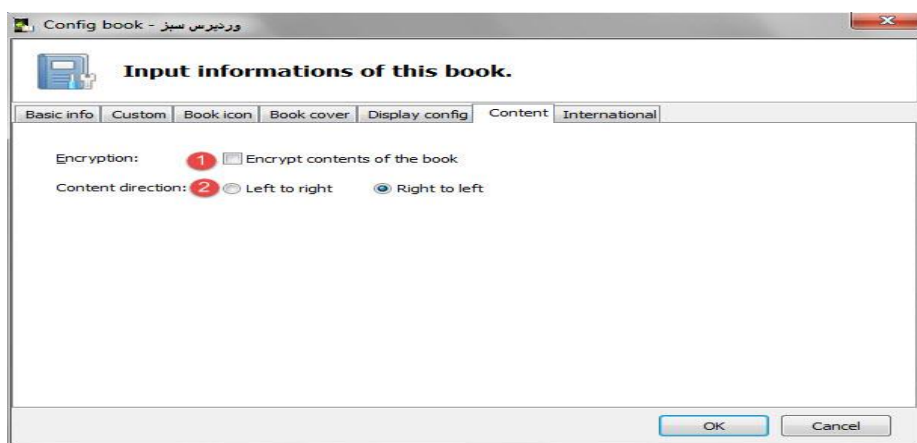 Config book - وردپرس سبز
Input informations of this book.
Basic info Custom Book icon Book cover Display config Content International
Encryption: 1 Encrypt contents of the book
Content direction: 2 Left to right Right to left
OK Cancel